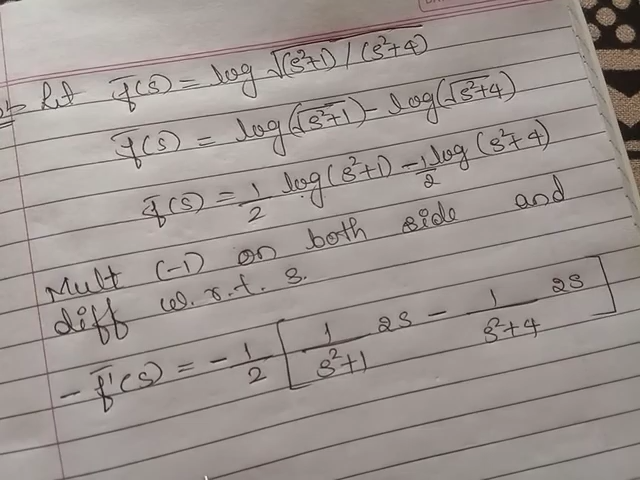 Let f̄(s) = log √(s²+1) / (s²+4)
f̄(s) = log(√s²+1) - log(√s²+4)
f̄(s) = 1/2 log(s²+1) - 1/2 log(s²+4)
Mult (-1) on both side and
diff w.r.t. s.
- f̄'(s) = - 1/2 [ 1/(s²+1) 2s - 1/(s²+4) 2s ]